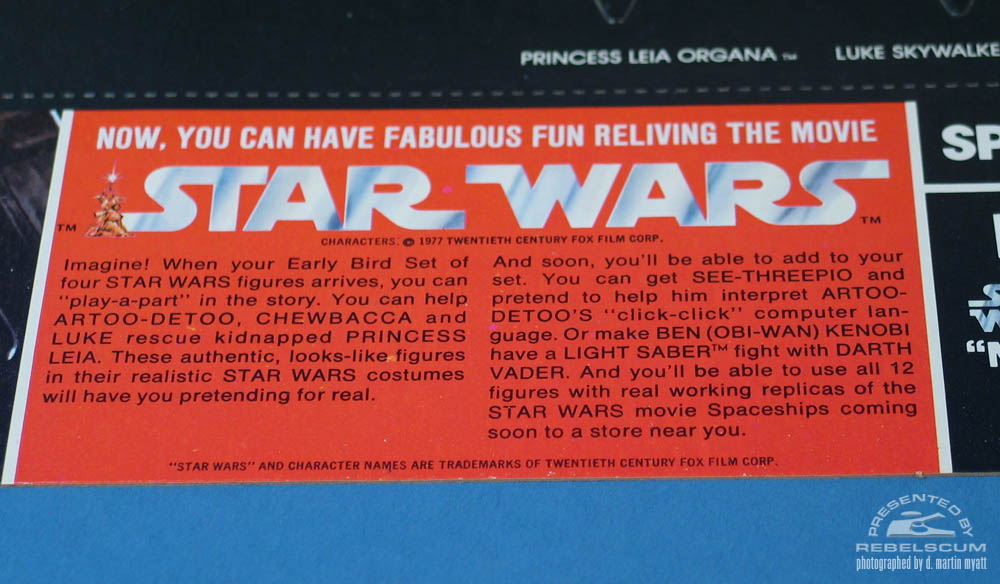 PRINCESS LEIA ORGANA ™ LUKE SKYWALKE
NOW, YOU CAN HAVE FABULOUS FUN RELIVING THE MOVIE
™ STAR WARS ™
CHARACTERS: © 1977 TWENTIETH CENTURY FOX FILM CORP.
Imagine! When your Early Bird Set of
four STAR WARS figures arrives, you can
"play-a-part" in the story. You can help
ARTOO-DETOO, CHEWBACCA and
LUKE rescue kidnapped PRINCESS
LEIA. These authentic, looks-like figures
in their realistic STAR WARS costumes
will have you pretending for real.
And soon, you'll be able to add to your
set. You can get SEE-THREEPIO and
pretend to help him interpret ARTOO-
DETOO'S "click-click" computer lan-
guage. Or make BEN (OBI-WAN) KENOBI
have a LIGHT SABER™ fight with DARTH
VADER. And you'll be able to use all 12
figures with real working replicas of the
STAR WARS movie Spaceships coming
soon to a store near you.
"STAR WARS" AND CHARACTER NAMES ARE TRADEMARKS OF TWENTIETH CENTURY FOX FILM CORP.
SP
PRESENTED BY
REBELSCUM
photographed by d. martin myatt